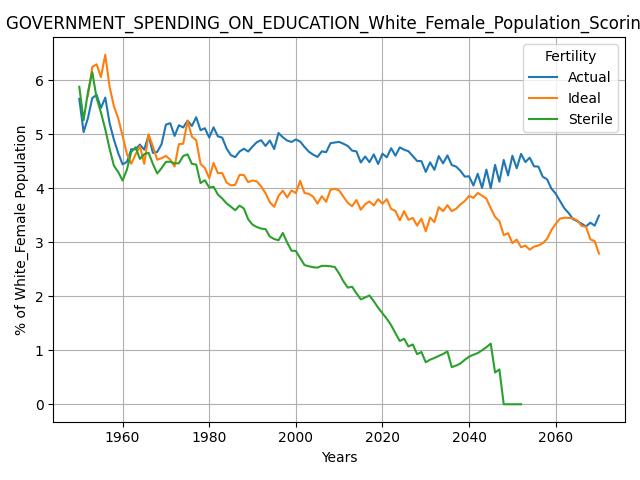 GOVERNMENT_SPENDING_ON_EDUCATION_White_Female_Population_Scorin
Fertility
Actual
Ideal
Sterile
% of White_Female Population
6
5
4
3
2
1
0
1960 1980 2000 2020 2040 2060
Years